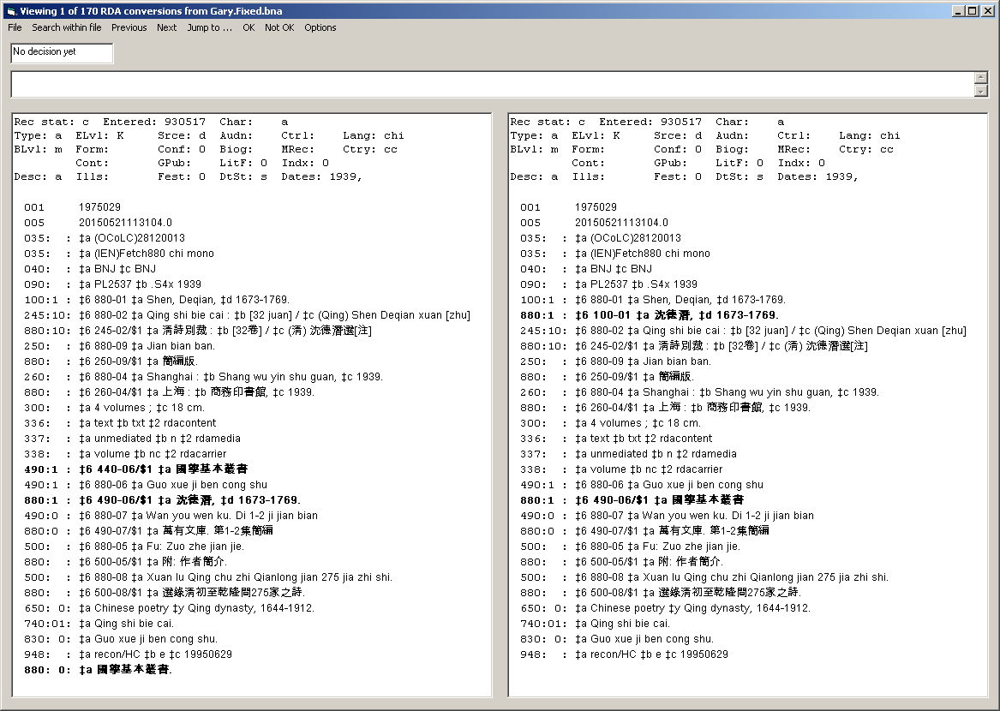 Viewing 1 of 170 RDA conversions from Gary.Fixed.bna
File Search within file Previous Next Jump to ... OK Not OK Options
No decision yet
Rec stat: c Entered: 930517 Char: a
Type: a ELvl: K Srce: d Audn: Ctrl: Lang: chi
BLvl: m Form: Conf: 0 Biog: MRec: Ctry: cc
Cont: GPub: LitF: 0 Indx: 0
Desc: a Ills: Fest: 0 DtSt: s Dates: 1939,
001 1975029
005 20150521113104.0
035: : ‡a (OCoLC)28120013
035: : ‡a (IEN)Fetch880 chi mono
040: : ‡a BNJ ‡c BNJ
090: : ‡a PL2537 ‡b .S4x 1939
100:1 : ‡6 880-01 ‡a Shen, Deqian, ‡d 1673-1769.
245:10: ‡6 880-02 ‡a Qing shi bie cai : ‡b [32 juan] / ‡c (Qing) Shen Deqian xuan [zhu]
880:10: ‡6 245-02/$1 ‡a 清詩別裁 : ‡b [32卷] / ‡c (清) 沈德潛選[注]
250: : ‡6 880-09 ‡a Jian bian ban.
880: : ‡6 250-09/$1 ‡a 簡編版.
260: : ‡6 880-04 ‡a Shanghai : ‡b Shang wu yin shu guan, ‡c 1939.
880: : ‡6 260-04/$1 ‡a 上海 : ‡b 商務印書館, ‡c 1939.
300: : ‡a 4 volumes ; ‡c 18 cm.
336: : ‡a text ‡b txt ‡2 rdacontent
337: : ‡a unmediated ‡b n ‡2 rdamedia
338: : ‡a volume ‡b nc ‡2 rdacarrier
490:1 : ‡6 440-06/$1 ‡a 國學基本叢書
490:1 : ‡6 880-06 ‡a Guo xue ji ben cong shu
880:1 : ‡6 490-06/$1 ‡a 沈德潛, ‡d 1673-1769.
490:0 : ‡6 880-07 ‡a Wan you wen ku. Di 1-2 ji jian bian
880:0 : ‡6 490-07/$1 ‡a 萬有文庫. 第1-2集簡編
500: : ‡6 880-05 ‡a Fu: Zuo zhe jian jie.
880: : ‡6 500-05/$1 ‡a 附: 作者簡介.
500: : ‡6 880-08 ‡a Xuan lu Qing chu zhi Qianlong jian 275 jia zhi shi.
880: : ‡6 500-08/$1 ‡a 選錄清初至乾隆間275家之詩.
650: 0: ‡a Chinese poetry ‡y Qing dynasty, 1644-1912.
740:01: ‡a Qing shi bie cai.
830: 0: ‡a Guo xue ji ben cong shu.
948: : ‡a recon/HC ‡b e ‡c 19950629
880: 0: ‡a 國學基本叢書.
Rec stat: c Entered: 930517 Char: a
Type: a ELvl: K Srce: d Audn: Ctrl: Lang: chi
BLvl: m Form: Conf: 0 Biog: MRec: Ctry: cc
Cont: GPub: LitF: 0 Indx: 0
Desc: a Ills: Fest: 0 DtSt: s Dates: 1939,
001 1975029
005 20150521113104.0
035: : ‡a (OCoLC)28120013
035: : ‡a (IEN)Fetch880 chi mono
040: : ‡a BNJ ‡c BNJ
090: : ‡a PL2537 ‡b .S4x 1939
100:1 : ‡6 880-01 ‡a Shen, Deqian, ‡d 1673-1769.
880:1 : ‡6 100-01 ‡a 沈德潛, ‡d 1673-1769.
245:10: ‡6 880-02 ‡a Qing shi bie cai : ‡b [32 juan] / ‡c (Qing) Shen Deqian xuan [zhu]
880:10: ‡6 245-02/$1 ‡a 清詩別裁 : ‡b [32卷] / ‡c (清) 沈德潛選[注]
250: : ‡6 880-09 ‡a Jian bian ban.
880: : ‡6 250-09/$1 ‡a 簡編版.
260: : ‡6 880-04 ‡a Shanghai : ‡b Shang wu yin shu guan, ‡c 1939.
880: : ‡6 260-04/$1 ‡a 上海 : ‡b 商務印書館, ‡c 1939.
300: : ‡a 4 volumes ; ‡c 18 cm.
336: : ‡a text ‡b txt ‡2 rdacontent
337: : ‡a unmediated ‡b n ‡2 rdamedia
338: : ‡a volume ‡b nc ‡2 rdacarrier
490:1 : ‡6 880-06 ‡a Guo xue ji ben cong shu
880:1 : ‡6 490-06/$1 ‡a 國學基本叢書
490:0 : ‡6 880-07 ‡a Wan you wen ku. Di 1-2 ji jian bian
880:0 : ‡6 490-07/$1 ‡a 萬有文庫. 第1-2集簡編
500: : ‡6 880-05 ‡a Fu: Zuo zhe jian jie.
880: : ‡6 500-05/$1 ‡a 附: 作者簡介.
500: : ‡6 880-08 ‡a Xuan lu Qing chu zhi Qianlong jian 275 jia zhi shi.
880: : ‡6 500-08/$1 ‡a 選錄清初至乾隆間275家之詩.
650: 0: ‡a Chinese poetry ‡y Qing dynasty, 1644-1912.
740:01: ‡a Qing shi bie cai.
830: 0: ‡a Guo xue ji ben cong shu.
948: : ‡a recon/HC ‡b e ‡c 19950629